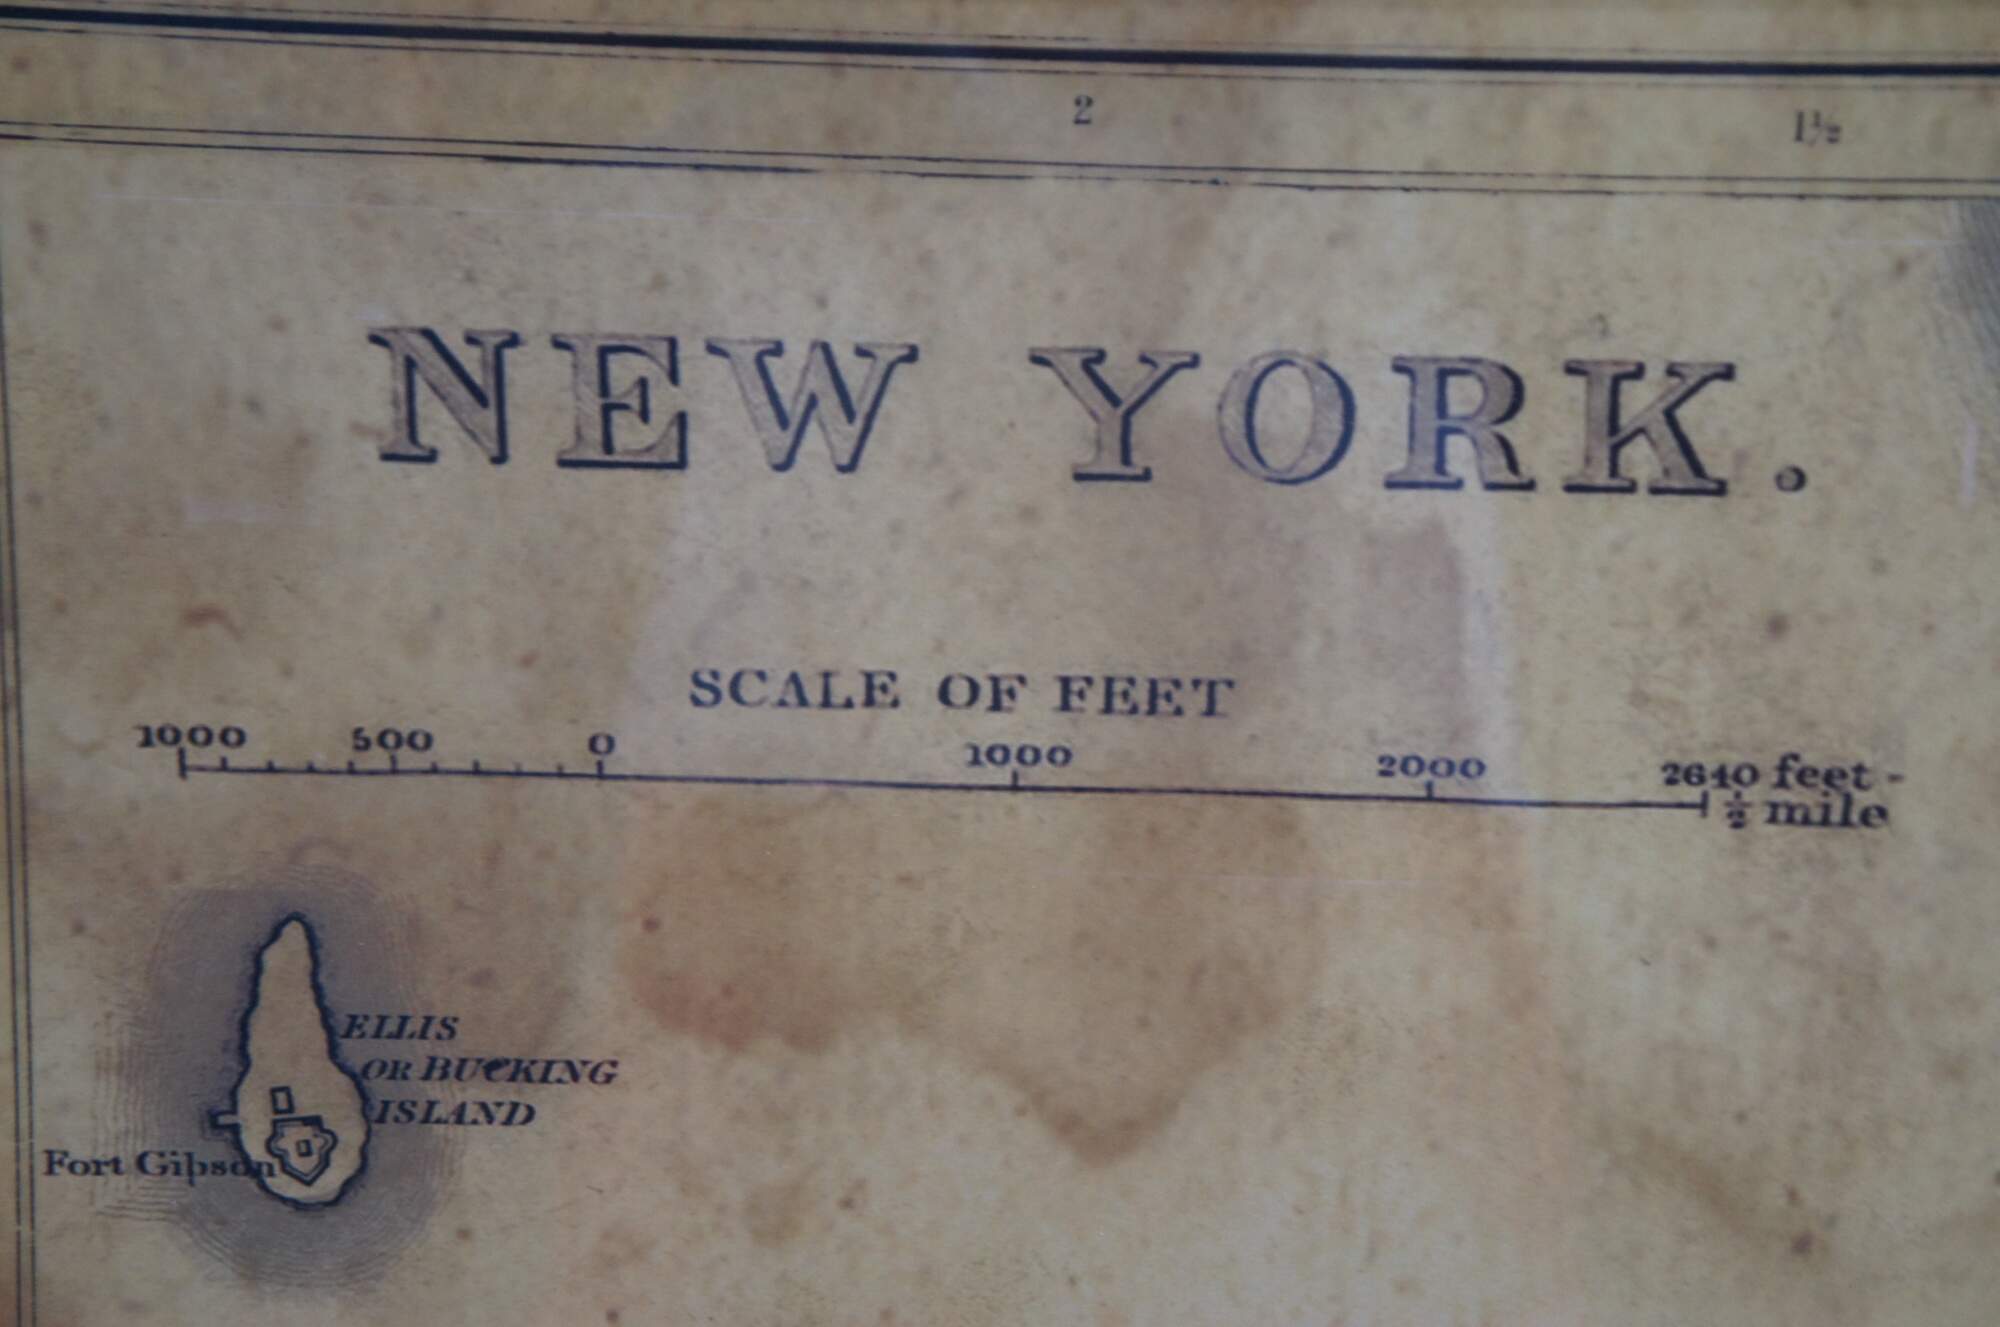 2 1½
NEW YORK.
SCALE OF FEET
1000 500 0 1000 2000 2640 feet -
½ mile
ELLIS
OR BUCKING
ISLAND
Fort Gibson